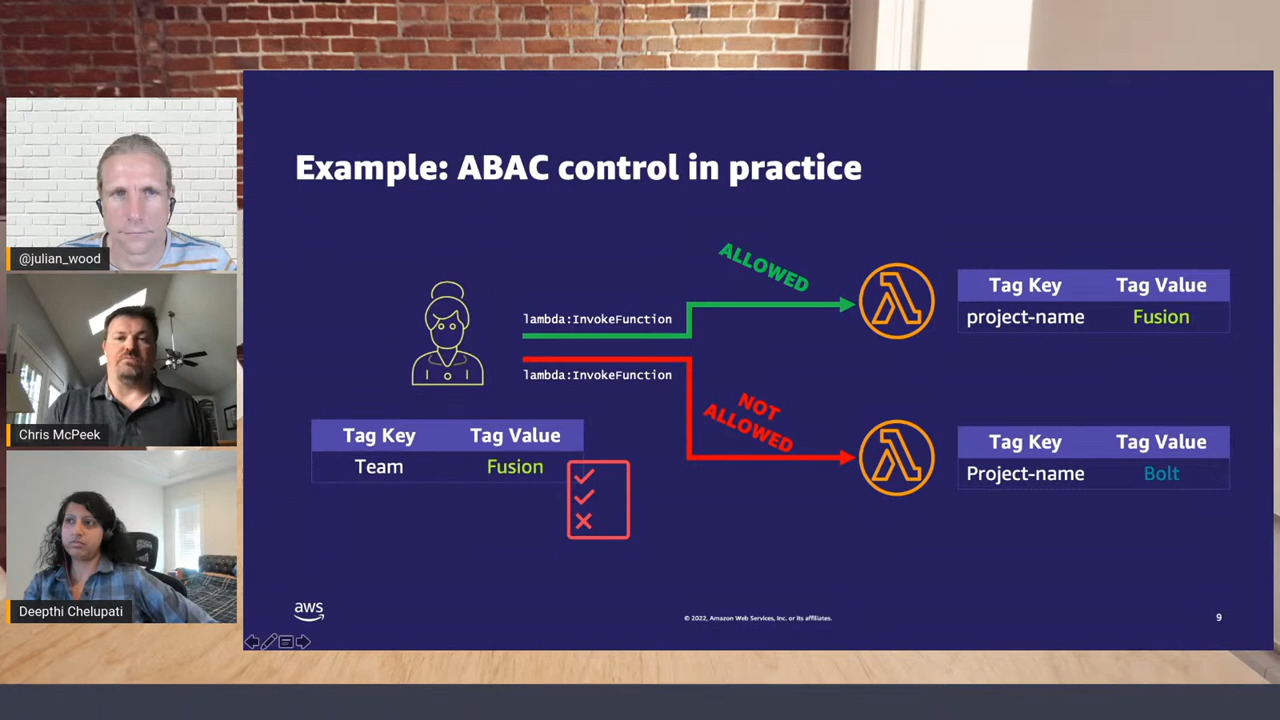 Example: ABAC control in practice
ALLOWED
lambda:InvokeFunction
lambda:InvokeFunction
NOT
ALLOWED
Tag Key Tag Value
project-name Fusion
Tag Key Tag Value
Team Fusion
Tag Key Tag Value
Project-name Bolt
aws
© 2022, Amazon Web Services, Inc. or its affiliates.
9
@julian_wood
Chris McPeek
Deepthi Chelupati